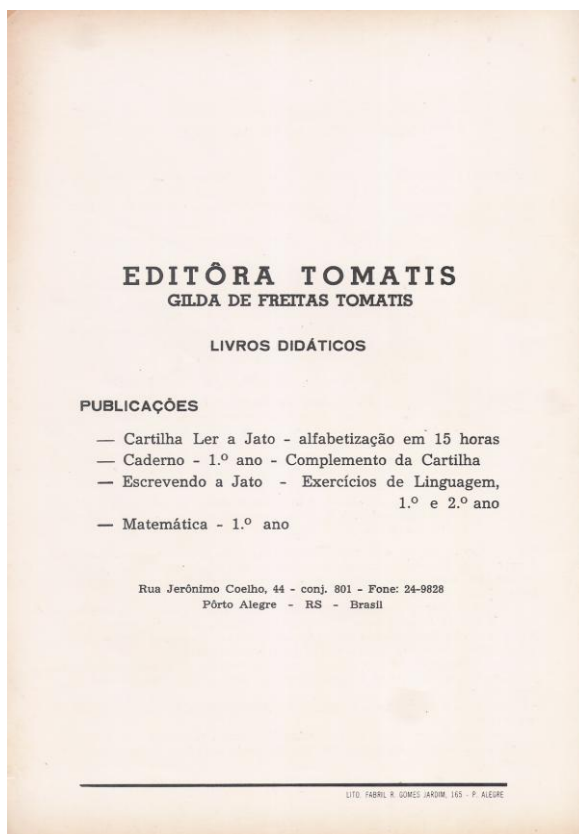 EDITÔRA TOMATIS
GILDA DE FREITAS TOMATIS
LIVROS DIDÁTICOS
PUBLICAÇÕES
— Cartilha Ler a Jato - alfabetização em 15 horas
— Caderno - 1.º ano - Complemento da Cartilha
— Escrevendo a Jato - Exercícios de Linguagem,
1.º e 2.º ano
— Matemática - 1.º ano
Rua Jerônimo Coelho, 44 - conj. 801 - Fone: 24-9828
Pôrto Alegre - RS - Brasil
LITO. FABRIL R. GOMES JARDIM, 165 - P. ALEGRE